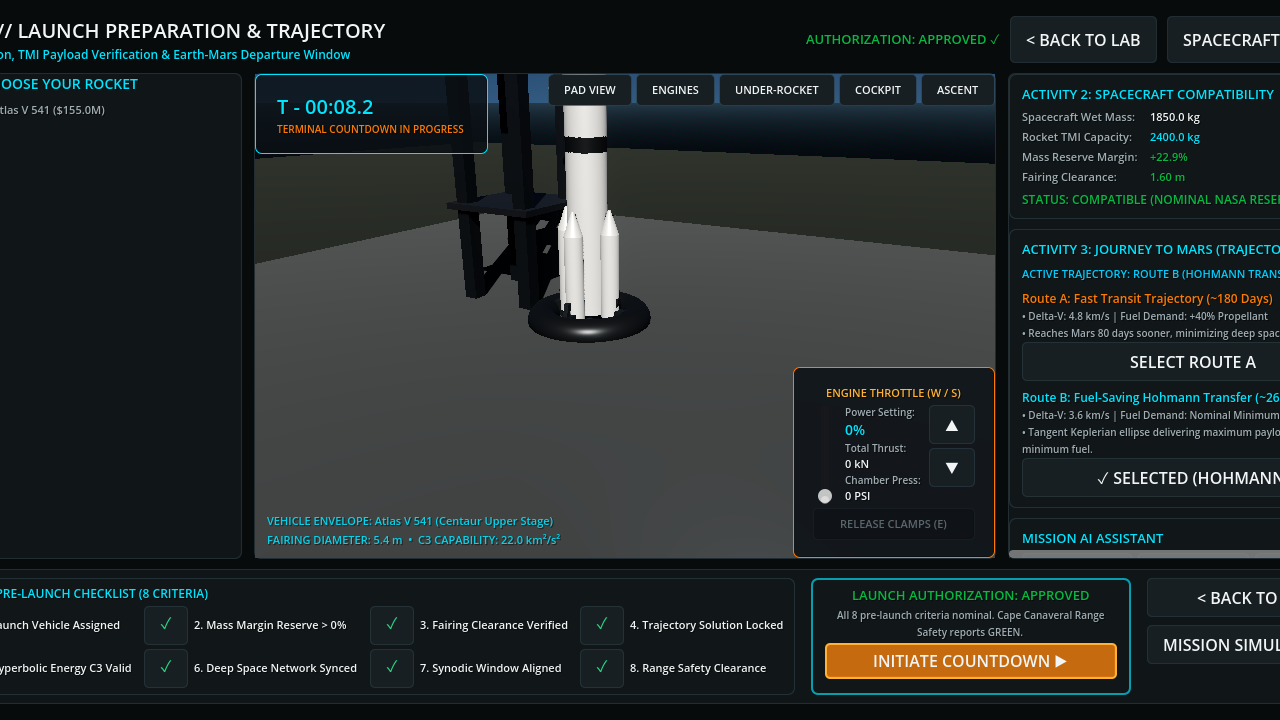 // LAUNCH PREPARATION & TRAJECTORY
on, TMI Payload Verification & Earth-Mars Departure Window
AUTHORIZATION: APPROVED ✓
< BACK TO LAB
SPACECRAFT
OOSE YOUR ROCKET
tlas V 541 ($155.0M)
T - 00:08.2
TERMINAL COUNTDOWN IN PROGRESS
PAD VIEW
ENGINES
UNDER-ROCKET
COCKPIT
ASCENT
ENGINE THROTTLE (W / S)
Power Setting:
0%
Total Thrust:
0 kN
Chamber Press:
0 PSI
▲
▼
RELEASE CLAMPS (E)
VEHICLE ENVELOPE: Atlas V 541 (Centaur Upper Stage)
FAIRING DIAMETER: 5.4 m • C3 CAPABILITY: 22.0 km²/s²
ACTIVITY 2: SPACECRAFT COMPATIBILITY
Spacecraft Wet Mass: 1850.0 kg
Rocket TMI Capacity: 2400.0 kg
Mass Reserve Margin: +22.9%
Fairing Clearance: 1.60 m
STATUS: COMPATIBLE (NOMINAL NASA RESE
ACTIVITY 3: JOURNEY TO MARS (TRAJECTO
ACTIVE TRAJECTORY: ROUTE B (HOHMANN TRANS
Route A: Fast Transit Trajectory (~180 Days)
• Delta-V: 4.8 km/s | Fuel Demand: +40% Propellant
• Reaches Mars 80 days sooner, minimizing deep spac
SELECT ROUTE A
Route B: Fuel-Saving Hohmann Transfer (~26
• Delta-V: 3.6 km/s | Fuel Demand: Nominal Minimum
• Tangent Keplerian ellipse delivering maximum paylo
minimum fuel.
✓ SELECTED (HOHMANN
MISSION AI ASSISTANT
PRE-LAUNCH CHECKLIST (8 CRITERIA)
aunch Vehicle Assigned
✓ 2. Mass Margin Reserve > 0%
✓ 3. Fairing Clearance Verified
✓ 4. Trajectory Solution Locked
yperbolic Energy C3 Valid
✓ 6. Deep Space Network Synced
✓ 7. Synodic Window Aligned
✓ 8. Range Safety Clearance
LAUNCH AUTHORIZATION: APPROVED
All 8 pre-launch criteria nominal. Cape Canaveral Range
Safety reports GREEN.
INITIATE COUNTDOWN ▶
< BACK TO
MISSION SIMUL